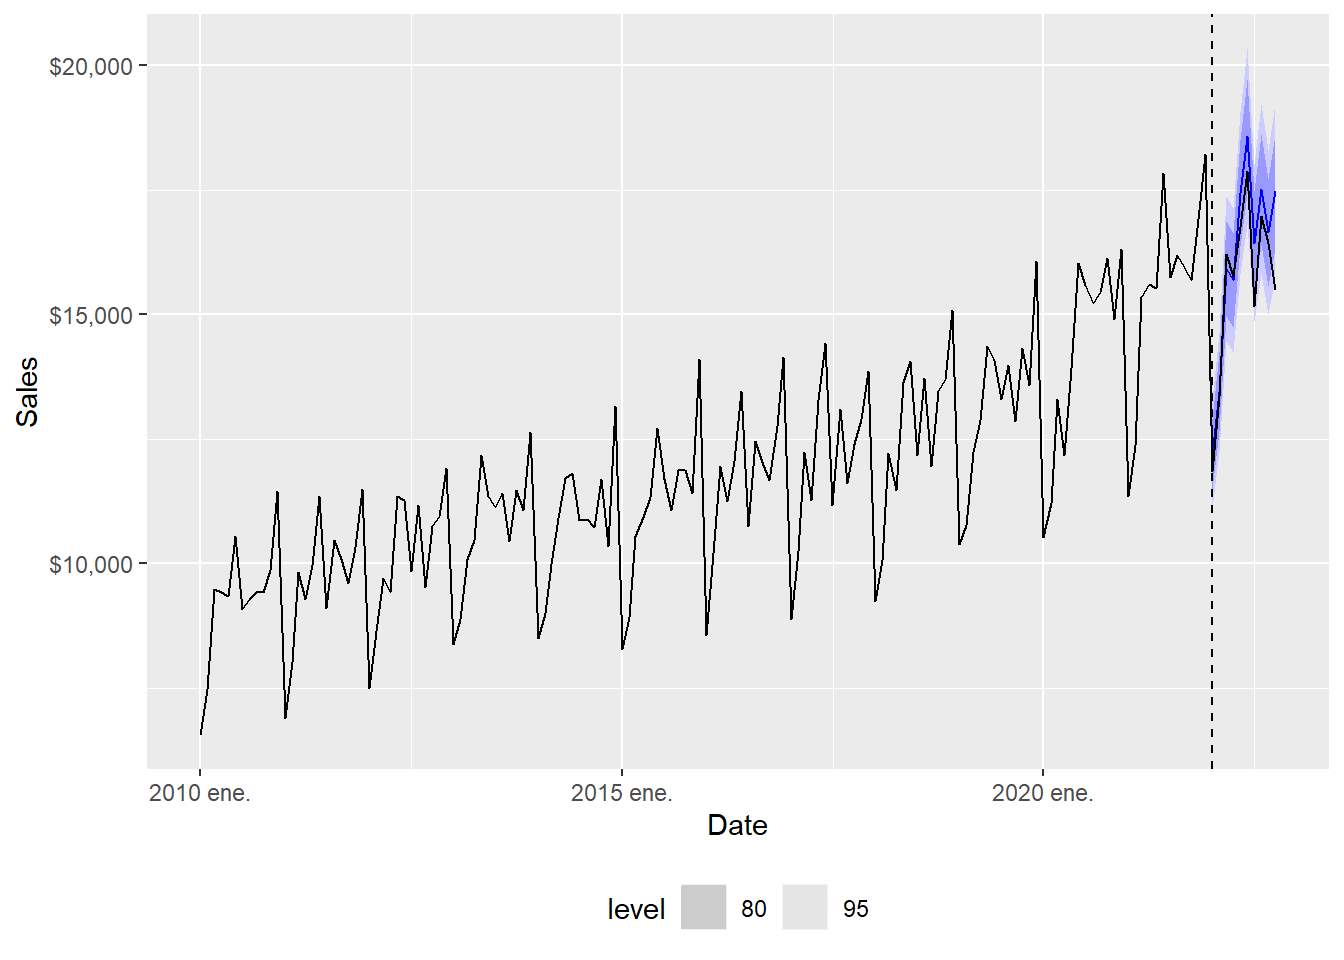 $20,000
$15,000
$10,000
Sales
2010 ene.
2015 ene.
2020 ene.
Date
level
80
95